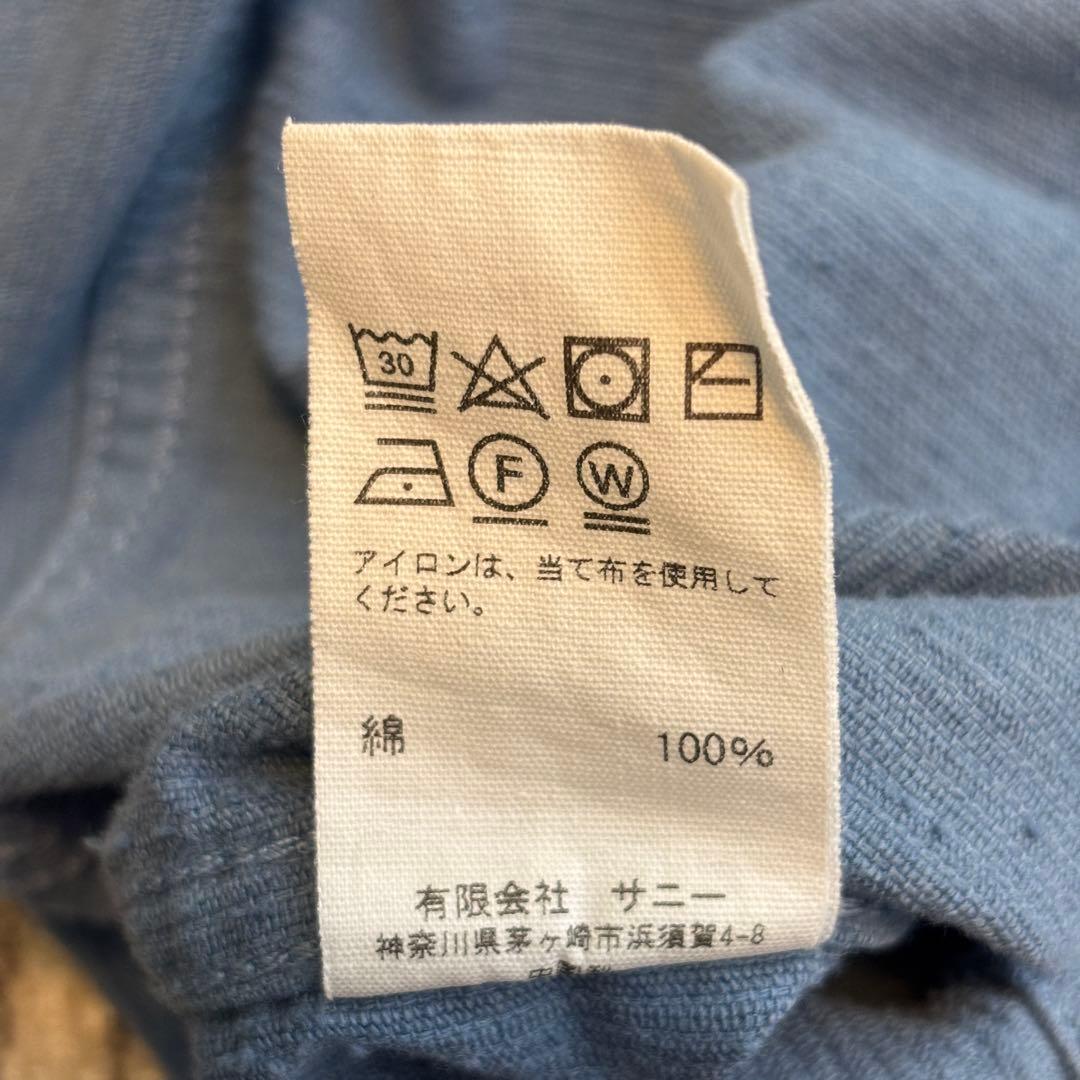 30
F W
アイロンは、当て布を使用して
ください。
綿 100%
有限会社 サニー
神奈川県茅ヶ崎市浜須賀4-8